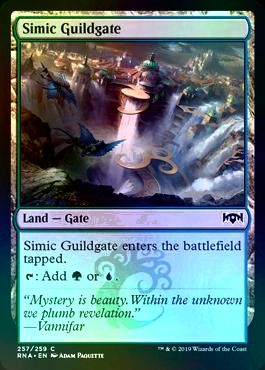 Simic Guildgate
Land — Gate
Simic Guildgate enters the battlefield
tapped.
: Add or .
“Mystery is beauty. Within the unknown
we plumb revelation.”
—Vannifar
257/259 C
RNA • EN Adam Paquette
™ & © 2019 Wizards of the Coast